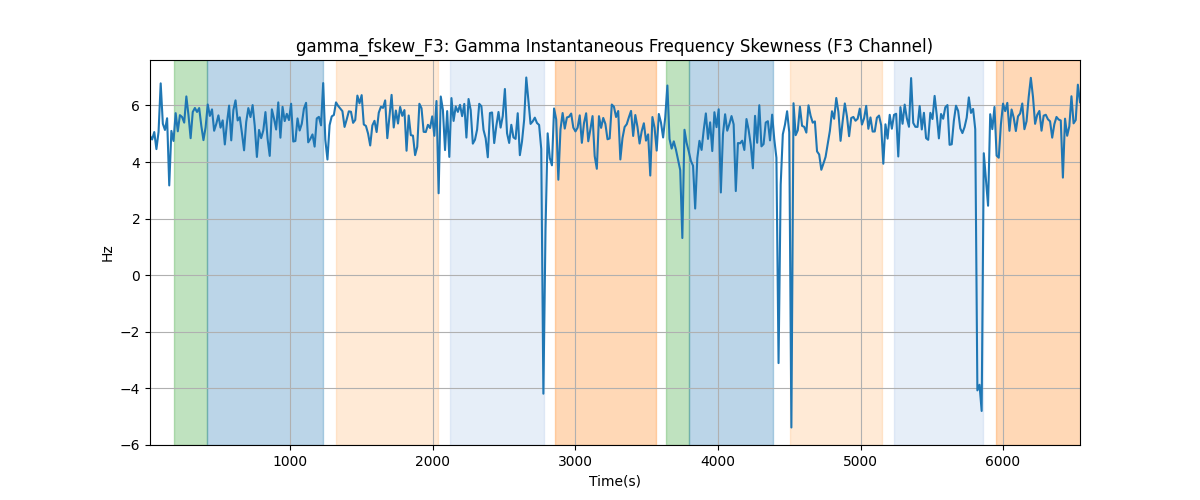 gamma_fskew_F3: Gamma Instantaneous Frequency Skewness (F3 Channel)
Hz
6
4
2
0
−2
−4
−6
1000 2000 3000 4000 5000 6000
Time(s)